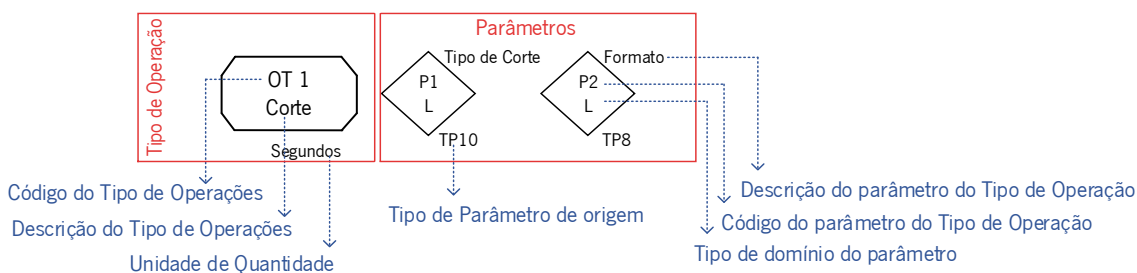 Tipo de Operação
Parâmetros
OT 1
Corte
Segundos
P1
L
Tipo de Corte
TP10
P2
L
Formato
TP8
Código do Tipo de Operações
Descrição do Tipo de Operações
Unidade de Quantidade
Tipo de Parâmetro de origem
Descrição do parâmetro do Tipo de Operação
Código do parâmetro do Tipo de Operação
Tipo de domínio do parâmetro